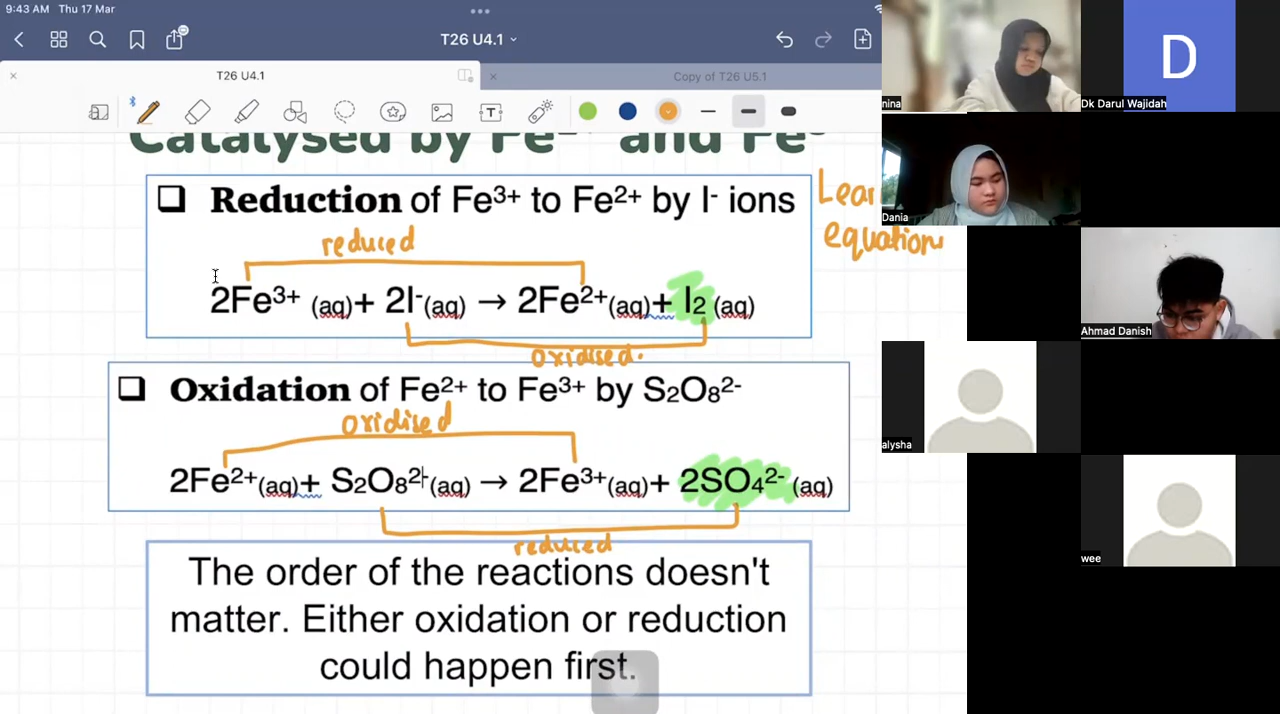 9:43 AM Thu 17 Mar
T26 U4.1
T26 U4.1
Copy of T26 U5.1
Catalysed by Fe²⁺ and Fe³
Reduction of Fe³⁺ to Fe²⁺ by I⁻ ions
Lear
equation
reduced
2Fe³⁺ (aq)+ 2I⁻(aq) → 2Fe²⁺(aq)+ I₂ (aq)
oxidised.
Oxidation of Fe²⁺ to Fe³⁺ by S₂O₈²⁻
oxidised
2Fe²⁺(aq)+ S₂O₈²⁻(aq) → 2Fe³⁺(aq)+ 2SO₄²⁻ (aq)
reduced
The order of the reactions doesn't
matter. Either oxidation or reduction
could happen first.
nina
D
Dk Darul Wajidah
Dania
Ahmad Danish
alysha
wee